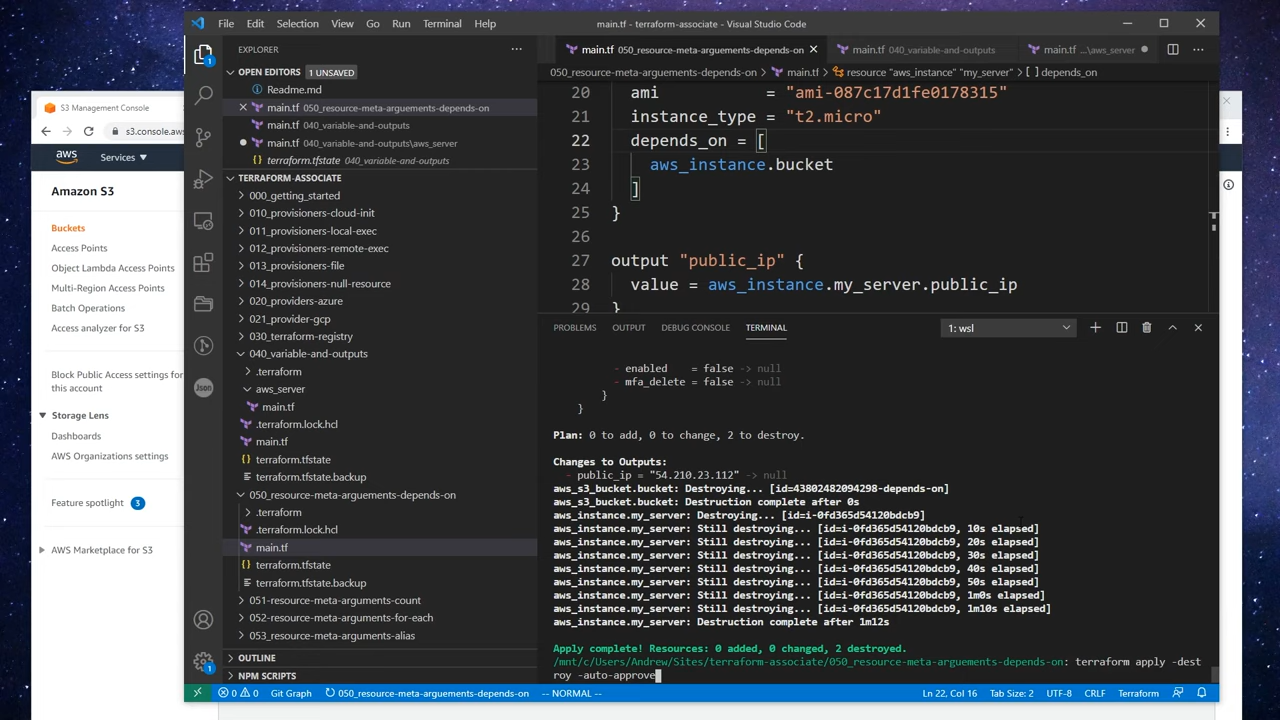 File Edit Selection View Go Run Terminal Help
main.tf - terraform-associate - Visual Studio Code
S3 Management Console
s3.console.aws
aws Services
Amazon S3
Buckets
Access Points
Object Lambda Access Points
Multi-Region Access Points
Batch Operations
Access analyzer for S3
Block Public Access settings for
this account
Storage Lens
Dashboards
AWS Organizations settings
Feature spotlight 3
AWS Marketplace for S3
1
Json
1
EXPLORER
OPEN EDITORS 1 UNSAVED
Readme.md
main.tf 050_resource-meta-arguements-depends-on
main.tf 040_variable-and-outputs
main.tf 040_variable-and-outputs\aws_server
terraform.tfstate 040_variable-and-outputs
TERRAFORM-ASSOCIATE
000_getting_started
010_provisioners-cloud-init
011_provisioners-local-exec
012_provisioners-remote-exec
013_provisioners-file
014_provisioners-null-resource
020_providers-azure
021_provider-gcp
030_terraform-registry
040_variable-and-outputs
.terraform
aws_server
main.tf
.terraform.lock.hcl
main.tf
terraform.tfstate
terraform.tfstate.backup
050_resource-meta-arguements-depends-on
.terraform
.terraform.lock.hcl
main.tf
terraform.tfstate
terraform.tfstate.backup
051-resource-meta-arguments-count
052-resource-meta-arguments-for-each
053_resource-meta-arguments-alias
OUTLINE
NPM SCRIPTS
main.tf 050_resource-meta-arguements-depends-on
main.tf 040_variable-and-outputs
main.tf ...\aws_server
050_resource-meta-arguements-depends-on > main.tf > resource "aws_instance" "my_server" > [ ] depends_on
20 ami = "ami-087c17d1fe0178315"
21 instance_type = "t2.micro"
22 depends_on = [
23 aws_instance.bucket
24 ]
25 }
26
27 output "public_ip" {
28 value = aws_instance.my_server.public_ip
29 }
PROBLEMS OUTPUT DEBUG CONSOLE TERMINAL 1: wsl
- enabled = false -> null
- mfa_delete = false -> null
}
}
Plan: 0 to add, 0 to change, 2 to destroy.
Changes to Outputs:
- public_ip = "54.210.23.112" -> null
aws_s3_bucket.bucket: Destroying... [id=43802482094298-depends-on]
aws_s3_bucket.bucket: Destruction complete after 0s
aws_instance.my_server: Destroying... [id=i-0fd365d54120bdcb9]
aws_instance.my_server: Still destroying... [id=i-0fd365d54120bdcb9, 10s elapsed]
aws_instance.my_server: Still destroying... [id=i-0fd365d54120bdcb9, 20s elapsed]
aws_instance.my_server: Still destroying... [id=i-0fd365d54120bdcb9, 30s elapsed]
aws_instance.my_server: Still destroying... [id=i-0fd365d54120bdcb9, 40s elapsed]
aws_instance.my_server: Still destroying... [id=i-0fd365d54120bdcb9, 50s elapsed]
aws_instance.my_server: Still destroying... [id=i-0fd365d54120bdcb9, 1m0s elapsed]
aws_instance.my_server: Still destroying... [id=i-0fd365d54120bdcb9, 1m10s elapsed]
aws_instance.my_server: Destruction complete after 1m12s
Apply complete! Resources: 0 added, 0 changed, 2 destroyed.
/mnt/c/Users/Andrew/Sites/terraform-associate/050_resource-meta-arguements-depends-on: terraform apply -dest
roy -auto-approve
0 0 Git Graph 050_resource-meta-arguements-depends-on -- NORMAL -- Ln 22, Col 16 Tab Size: 2 UTF-8 CRLF Terraform